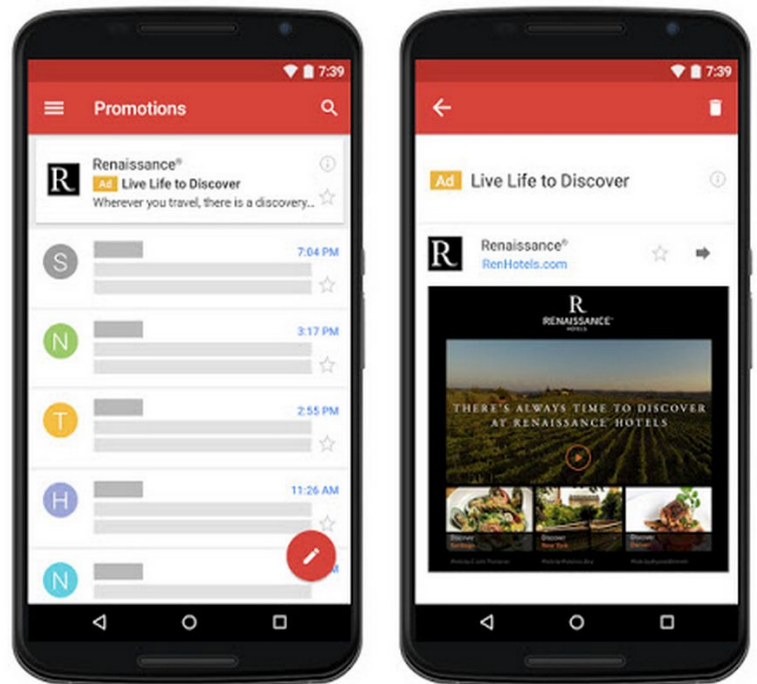 7:39
Promotions
R
Renaissance®
Ad Live Life to Discover
Wherever you travel, there is a discovery...
S
7:04 PM
N
3:17 PM
T
2:55 PM
H
11:26 AM
N
M
7:39
Ad Live Life to Discover
R
Renaissance®
RenHotels.com
R
RENAISSANCE®
HOTELS
THERE'S ALWAYS TIME TO DISCOVER
AT RENAISSANCE HOTELS
Discover
Discover
Discover
New York